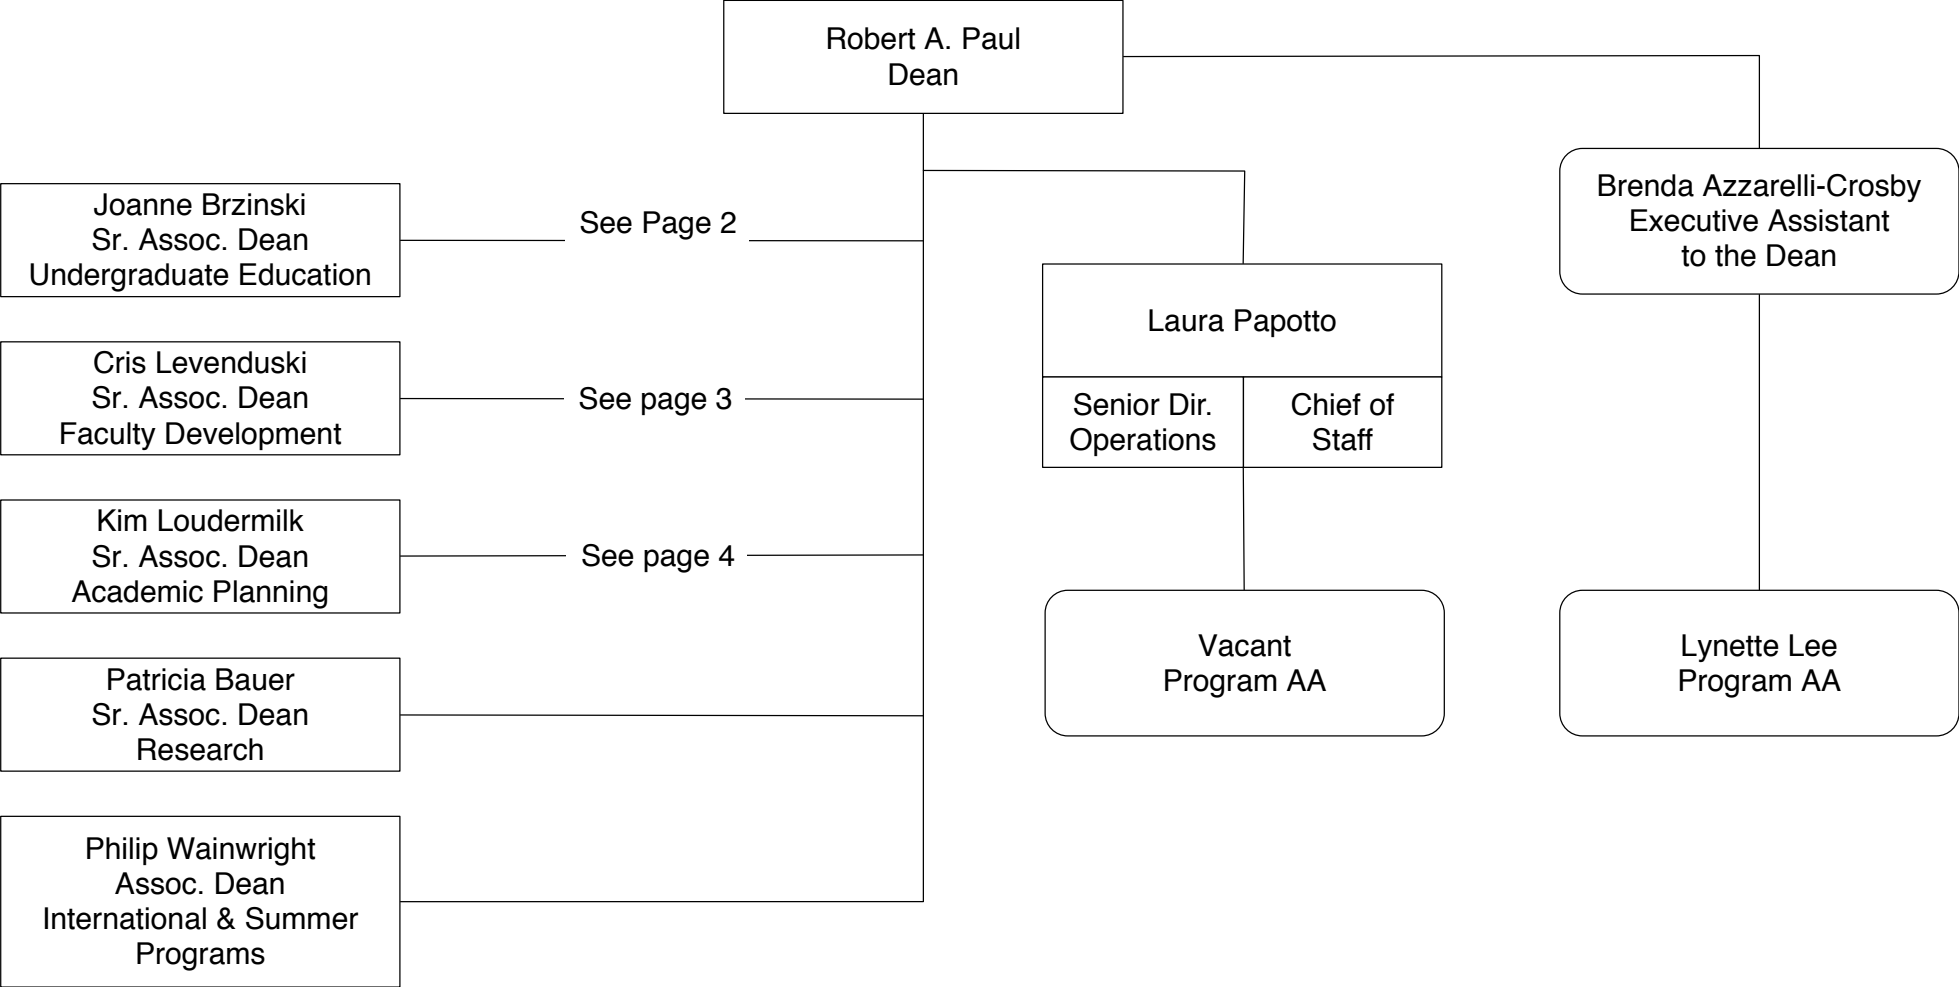 Robert A. Paul
Dean
Joanne Brzinski
Sr. Assoc. Dean
Undergraduate Education
See Page 2
Cris Levenduski
Sr. Assoc. Dean
Faculty Development
See page 3
Kim Loudermilk
Sr. Assoc. Dean
Academic Planning
See page 4
Patricia Bauer
Sr. Assoc. Dean
Research
Philip Wainwright
Assoc. Dean
International & Summer
Programs
Laura Papotto
Senior Dir.
Operations
Chief of
Staff
Vacant
Program AA
Brenda Azzarelli-Crosby
Executive Assistant
to the Dean
Lynette Lee
Program AA